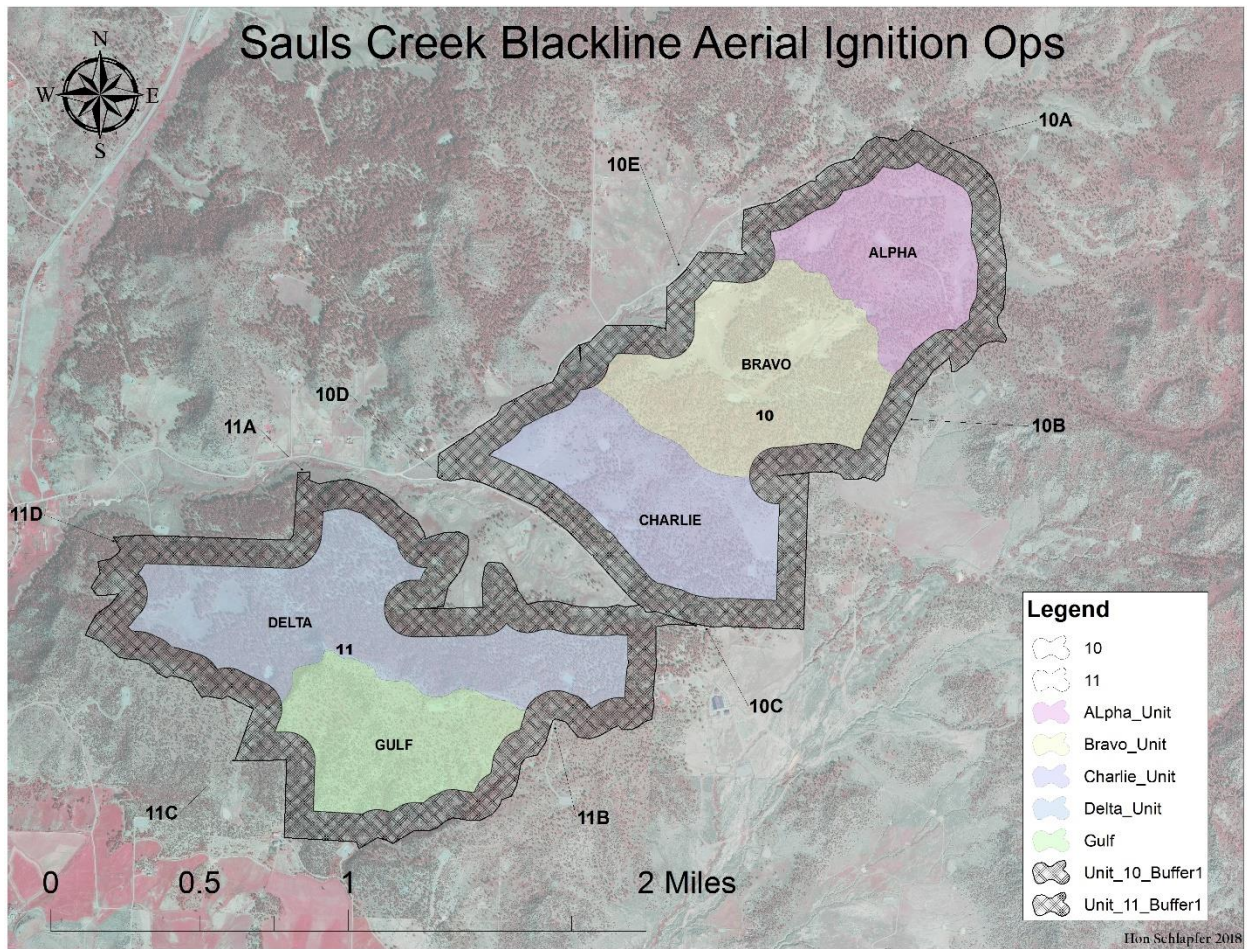 Sauls Creek Blackline Aerial Ignition Ops
N
W E
S
10A
10E
ALPHA
BRAVO
10
10D
10B
11A
CHARLIE
11D
DELTA
11
10C
GULF
11C
11B
0 0.5 1 2 Miles
Legend
10
11
ALpha_Unit
Bravo_Unit
Charlie_Unit
Delta_Unit
Gulf
Unit_10_Buffer1
Unit_11_Buffer1
Hon Schlapfer 2018